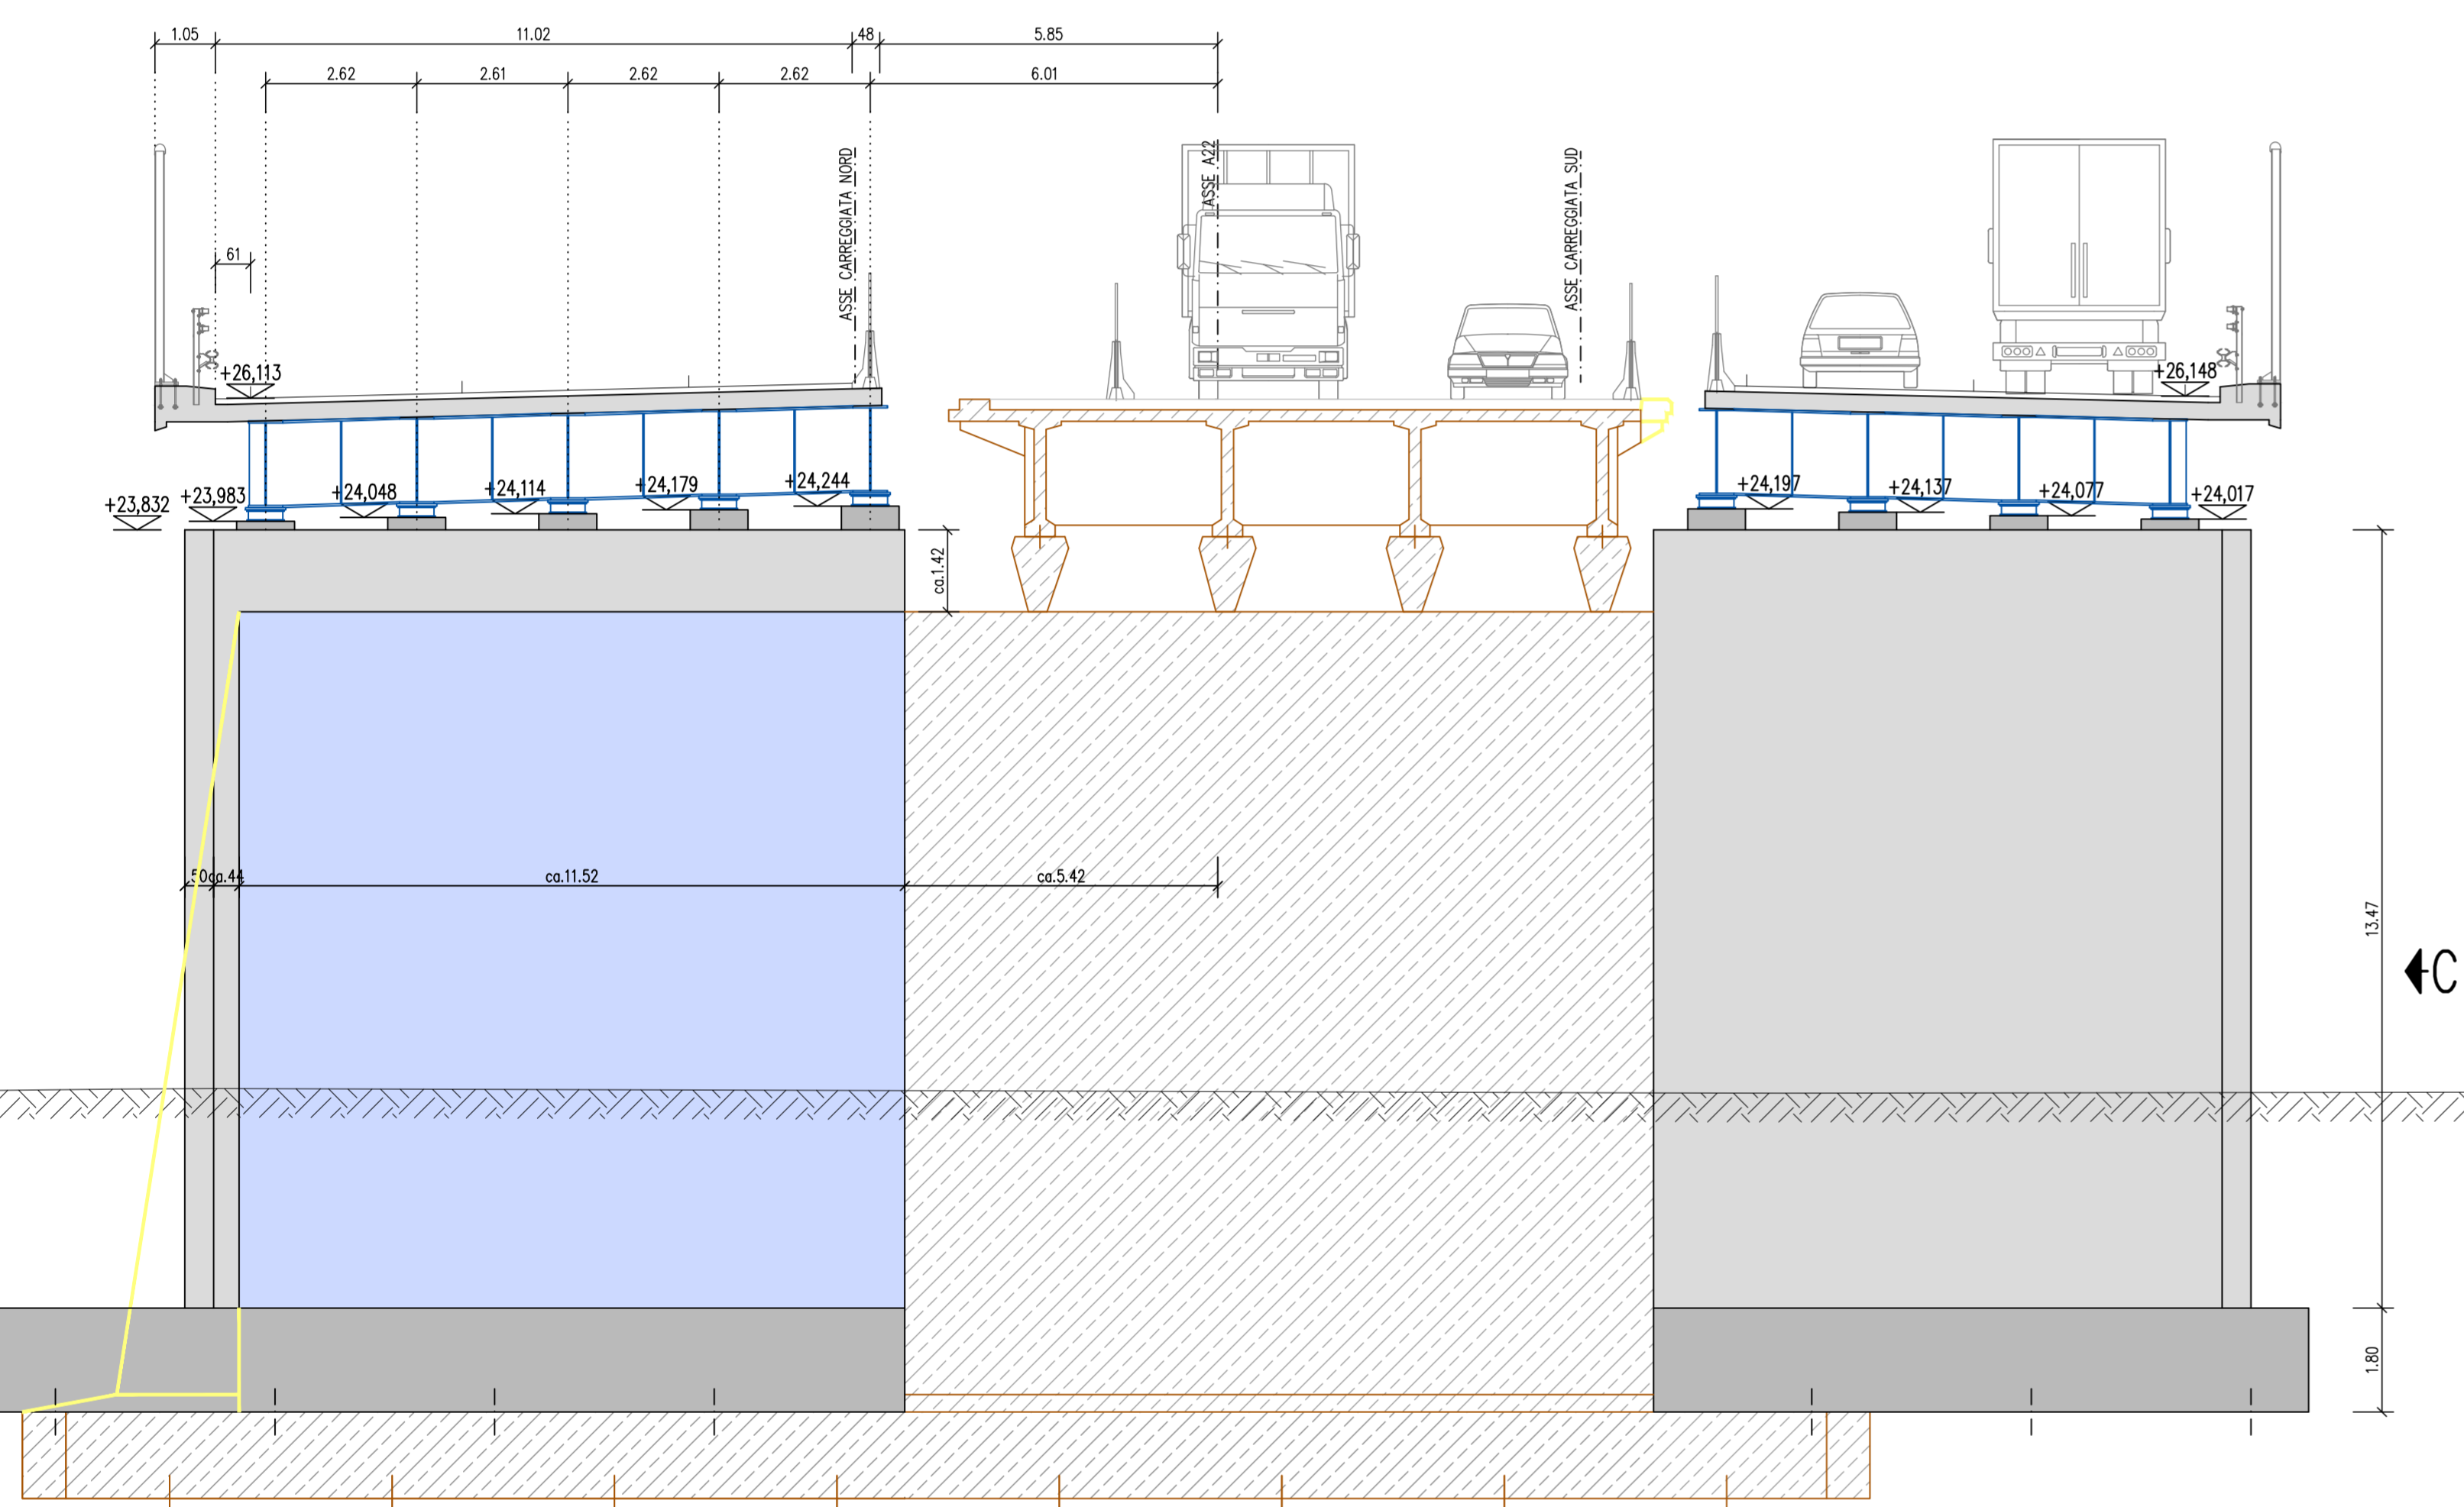 1.05 11.02 48 5.85
2.62 2.61 2.62 2.62 6.01
ASSE CARREGGIATA NORD
ASSE A22
ASSE CARREGGIATA SUD
61
+26,113
+26,148
+23,832 +23,983 +24,048 +24,114 +24,179 +24,244
+24,197 +24,137 +24,077 +24,017
ca.1.42
50 ca.44 ca.11.52 ca.5.42
13.47
C
1.80